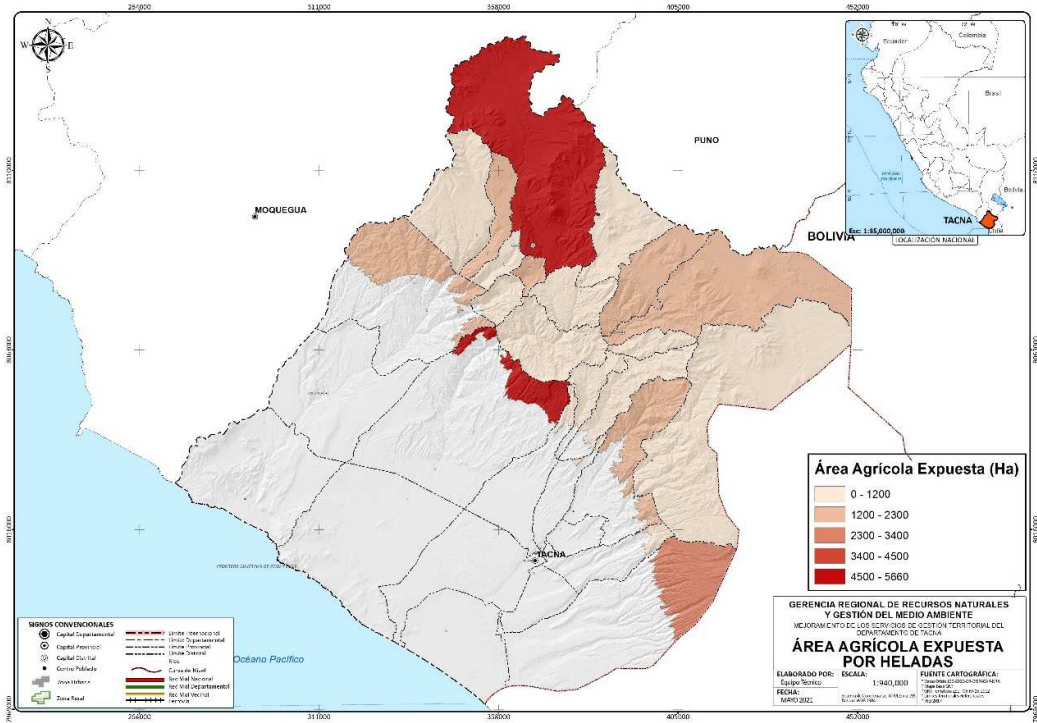 264000 311000 358000 405000 452000
N
W E
S
Ecuador
Colombia
Brasil
Bolivia
Chile
TACNA
Esc: 1:35,000,000
LOCALIZACIÓN NACIONAL
PUNO
MOQUEGUA
BOLIVIA
TACNA
Océano Pacífico
Área Agrícola Expuesta (Ha)
0 - 1200
1200 - 2300
2300 - 3400
3400 - 4500
4500 - 5660
SIGNOS CONVENCIONALES
Capital Departamental
Capital Provincial
Capital Distrital
Centro Poblado
Zona Urbana
Zona Rural
Límite Internacional
Límite Departamental
Límite Provincial
Límite Distrital
Ríos
Curva de Nivel
Red Vial Nacional
Red Vial Departamental
Red Vial Vecinal
Ferrovía
GERENCIA REGIONAL DE RECURSOS NATURALES
Y GESTIÓN DEL MEDIO AMBIENTE
MEJORAMIENTO DE LOS SERVICIOS DE GESTIÓN TERRITORIAL DEL
DEPARTAMENTO DE TACNA
ÁREA AGRÍCOLA EXPUESTA
POR HELADAS
ELABORADO POR:
Equipo Técnico
FECHA:
MAYO 2021
ESCALA:
1:940,000
FUENTE CARTOGRÁFICA:
264000 311000 358000 405000 452000